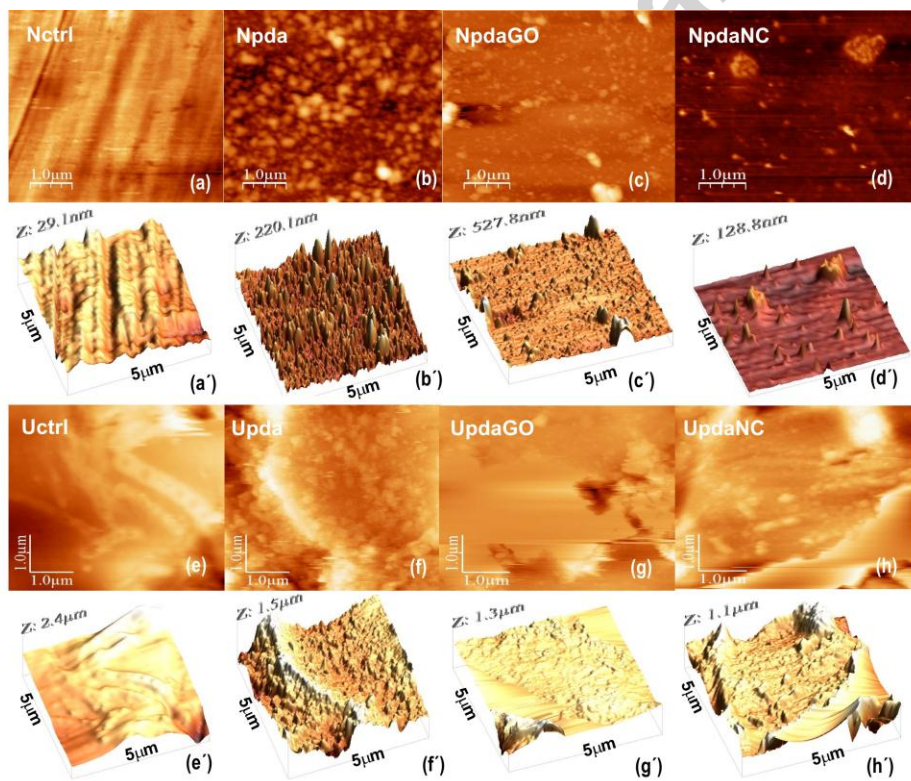 Nctrl Npda NpdaGO NpdaNC
1.0µm 1.0µm 1.0µm 1.0µm
(a) (b) (c) (d)
Z: 29.1nm Z: 220.1nm Z: 527.8nm Z: 128.8nm
5µm 5µm 5µm 5µm
5µm 5µm 5µm 5µm
(a´) (b´) (c´) (d´)
Uctrl Upda UpdaGO UpdaNC
1.0µm 1.0µm 1.0µm 1.0µm
1.0µm 1.0µm 1.0µm 1.0µm
(e) (f) (g) (h)
Z: 2.4µm Z: 1.5µm Z: 1.3µm Z: 1.1µm
5µm 5µm 5µm 5µm
5µm 5µm 5µm 5µm
(e´) (f´) (g´) (h´)